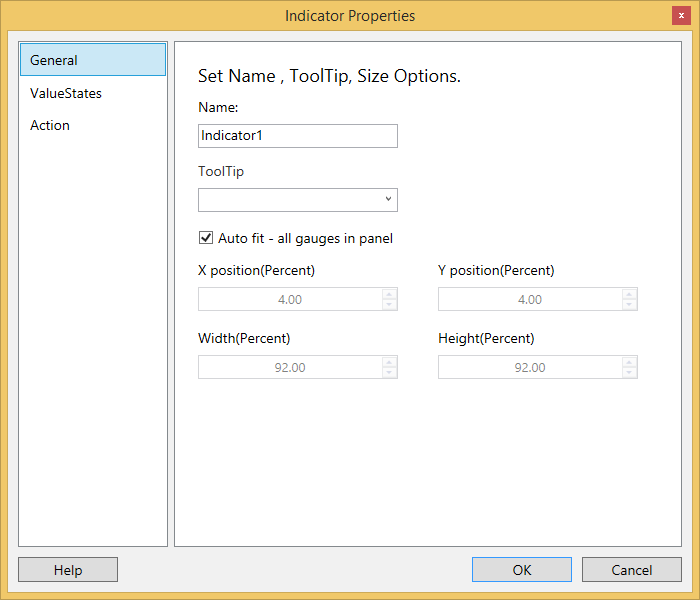 Indicator Properties
x
General
ValueStates
Action
Set Name , ToolTip, Size Options.
Name:
Indicator1
ToolTip
Auto fit - all gauges in panel
X position(Percent) Y position(Percent)
4.00 4.00
Width(Percent) Height(Percent)
92.00 92.00
Help OK Cancel